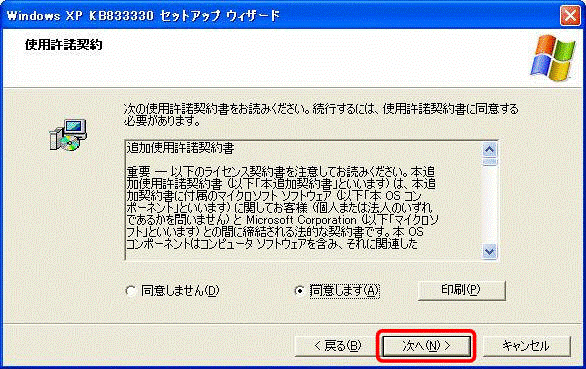 Windows XP KB833330 セットアップ ウィザード
使用許諾契約
次の使用許諾契約書をお読みください。続行するには、使用許諾契約書に同意する
必要があります。
追加使用許諾契約書
重要 — 以下のライセンス契約書を注意してお読みください。本追
加使用許諾契約書 (以下「本追加契約書」といいます) は、本追
加契約書に付属のマイクロソフト ソフトウェア (以下「本 OS コン
ポーネント」といいます) に関してお客様 (個人または法人のいずれ
であるかを問いません) と Microsoft Corporation (以下「マイクロソ
フト」といいます) との間に締結される法的な契約書です。本 OS
コンポーネントはコンピュータ ソフトウェアを含み、それに関連した
同意しません(D)
同意します(A)
印刷(P)
< 戻る(B)
次へ(N) >
キャンセル